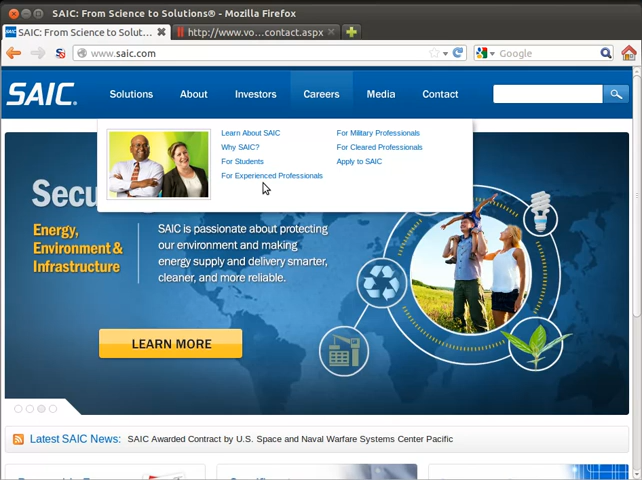 SAIC: From Science to Solutions® - Mozilla Firefox
SAIC SAIC: From Science to Solut...
http://www.vo...contact.aspx
www.saic.com
Google
SAIC.
Solutions About Investors Careers Media Contact
Learn About SAIC
Why SAIC?
For Students
For Experienced Professionals
For Military Professionals
For Cleared Professionals
Apply to SAIC
Secu
Energy,
Environment &
Infrastructure
SAIC is passionate about protecting
our environment and making
energy supply and delivery smarter,
cleaner, and more reliable.
LEARN MORE
Latest SAIC News: SAIC Awarded Contract by U.S. Space and Naval Warfare Systems Center Pacific